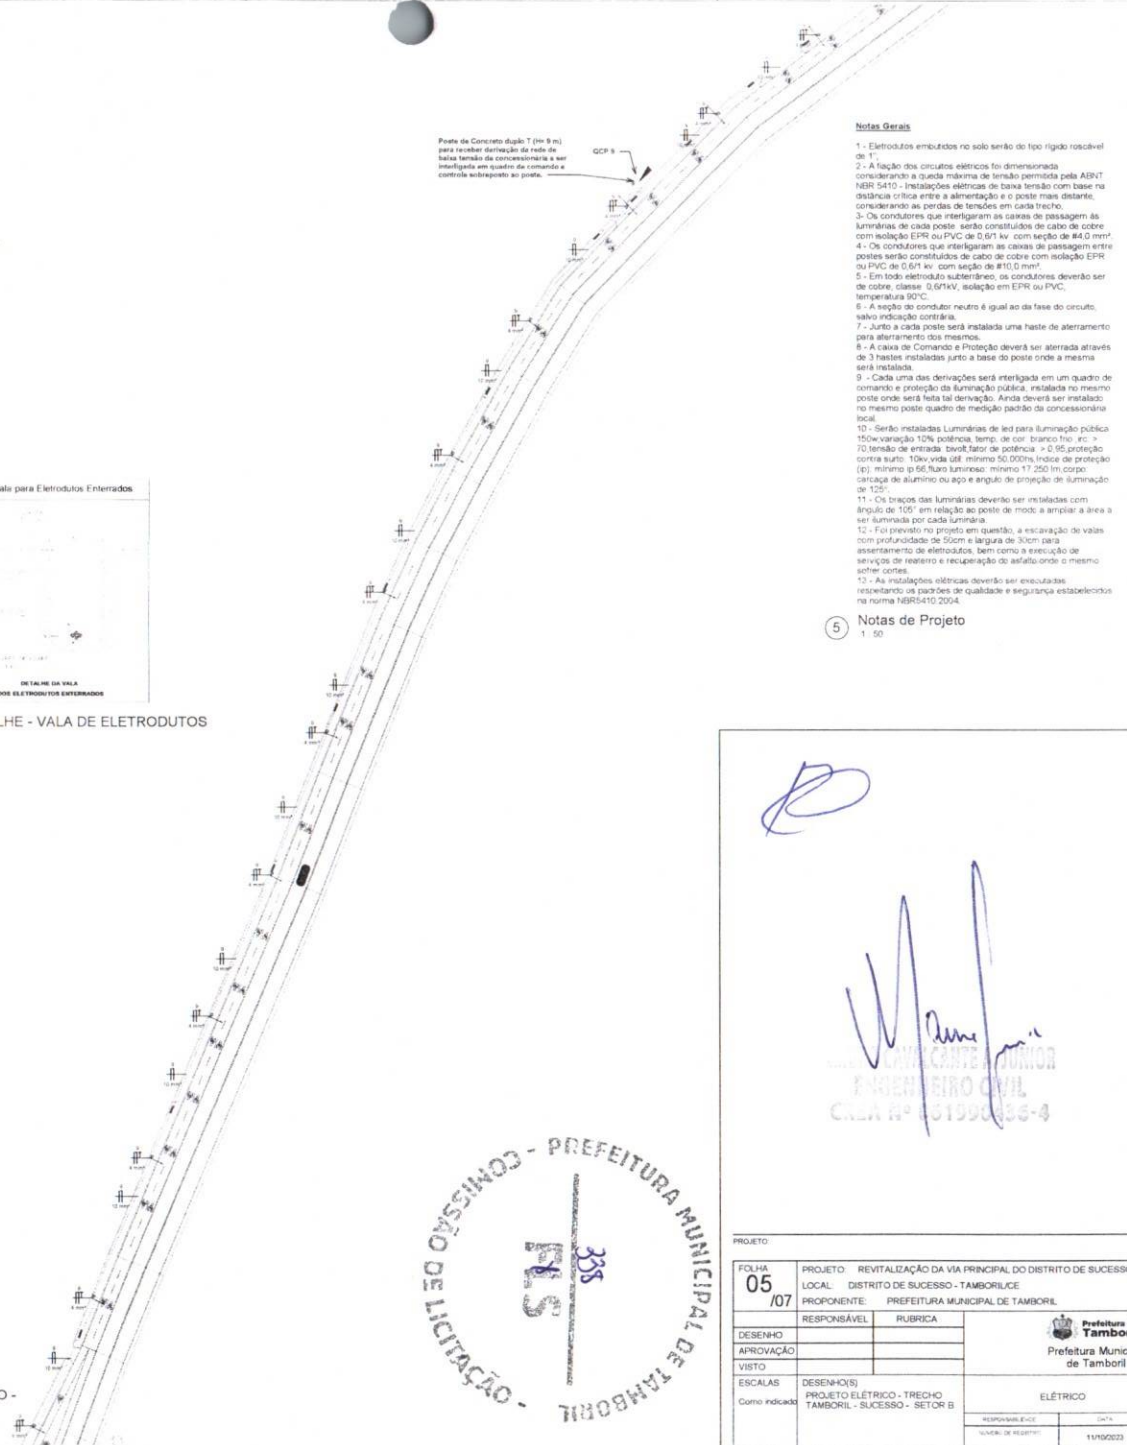 Poste de Concreto duplo T (H= 9 m)
para receber derivação da rede de
baixa tensão da concessionária a ser
interligada em quadro de comando e
controle sobreposto ao poste.
Notas Gerais
1 - Eletrodutos embutidos no solo serão do tipo rígido roscável
de 1";
2 - A fiação dos circuitos elétricos foi dimensionada
considerando a queda máxima de tensão permitida pela ABNT
NBR 5410 - Instalações elétricas de baixa tensão com base na
distância crítica entre a alimentação e o poste mais distante,
considerando as perdas de tensões em cada trecho.
3- Os condutores que interligaram as caixas de passagem ás
luminárias de cada poste serão constituídos de cabo de cobre
com isolação EPR ou PVC de 0,6/1 kv com seção de #4,0 mm².
4 - Os condutores que interligaram as caixas de passagem entre
postes serão constituídos de cabo de cobre com isolação EPR
ou PVC de 0,6/1 kv com seção de #10,0 mm².
5 - Em todo eletroduto subterrâneo, os condutores deverão ser
de cobre, classe 0,6/1kV, isolação em EPR ou PVC,
temperatura 90°C.
6 - A seção do condutor neutro é igual ao da fase do circuito,
salvo indicação contrária.
7 - Junto a cada poste será instalada uma haste de aterramento
para aterramento dos mesmos.
8 - A caixa de Comando e Proteção deverá ser aterrada através
de 3 hastes instaladas junto a base do poste onde a mesma
será instalada.
9 - Cada uma das derivações será interligada em um quadro de
comando e proteção da iluminação pública, instalada no mesmo
poste onde será feita tal derivação. Ainda deverá ser instalado
no mesmo poste quadro de medição padrão da concessionária
local.
10 - Serão instaladas Luminárias de led para iluminação pública
150w,variação 10% potência, temp. de cor: branco frio ,irc: >
70,tensão de entrada: bivolt,fator de potência: > 0,95,proteção
contra surto: 10kv,vida útil: mínimo 50.000hs,índice de proteção
(ip): mínimo ip 66,fluxo luminoso: mínimo 17.250 lm,corpo:
carcaça de alumínio ou aço e angulo de projeção de iluminação
de 125°.
11 - Os braços das luminárias deverão ser instaladas com
ângulo de 105° em relação ao poste de modo a ampliar a área a
ser iluminada por cada luminária.
12 - Foi previsto no projeto em questão, a escavação de valas
com profundidade de 50cm e largura de 30cm para
assentamento de eletrodutos, bem como a execução de
serviços de reaterro e recuperação do asfalto onde o mesmo
sofrer cortes.
13 - As instalações elétricas deverão ser executadas
respeitando os padrões de qualidade e segurança estabelecidos
na norma NBR5410:2004.
5 Notas de Projeto
1 : 50
ala para Eletrodutos Enterrados
DETALHE DA VALA
DOS ELETRODUTOS ENTERRADOS
LHE - VALA DE ELETRODUTOS
CAVALCANTE A JUNIOR
ENGENHEIRO CIVIL
CREA Nº
PREFEITURA MUNICIPAL DE TAMBORIL - COMISSÃO DE LICITAÇÃO -
338
FLS
PROJETO:
FOLHA
05
/07
PROJETO: REVITALIZAÇÃO DA VIA PRINCIPAL DO DISTRITO DE SUCESSO
LOCAL: DISTRITO DE SUCESSO - TAMBORIL/CE
PROPONENTE: PREFEITURA MUNICIPAL DE TAMBORIL
RESPONSÁVEL RUBRICA
DESENHO
APROVAÇÃO
VISTO
Prefeitura
Tambor
Prefeitura Munic
de Tamboril
ESCALAS
Como indicado
DESENHO(S)
PROJETO ELÉTRICO - TRECHO
TAMBORIL - SUCESSO - SETOR B
ELÉTRICO
DATA
11/10/2023